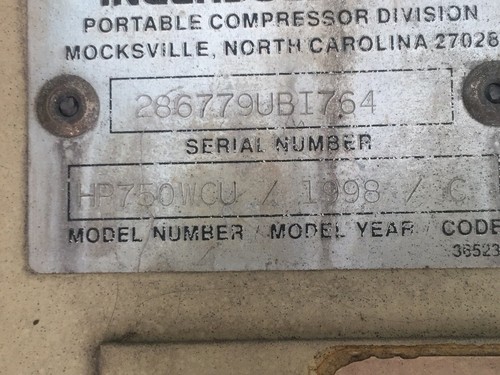 PORTABLE COMPRESSOR DIVISION
MOCKSVILLE, NORTH CAROLINA 27028
286779UBI764
SERIAL NUMBER
HP750WCU / 1998 / C
MODEL NUMBER / MODEL YEAR / CODE
36523